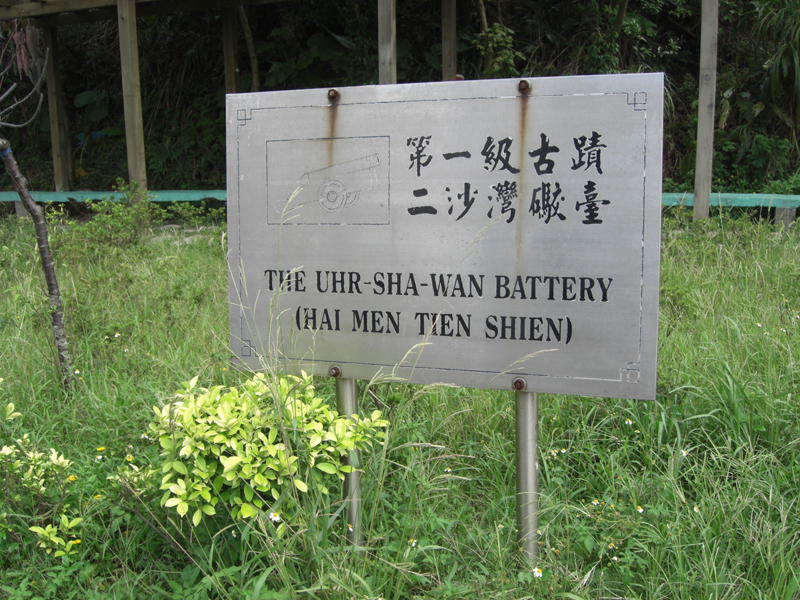 第一級古蹟
二沙灣礮臺
THE UHR-SHA-WAN BATTERY
(HAI MEN TIEN SHIEN)